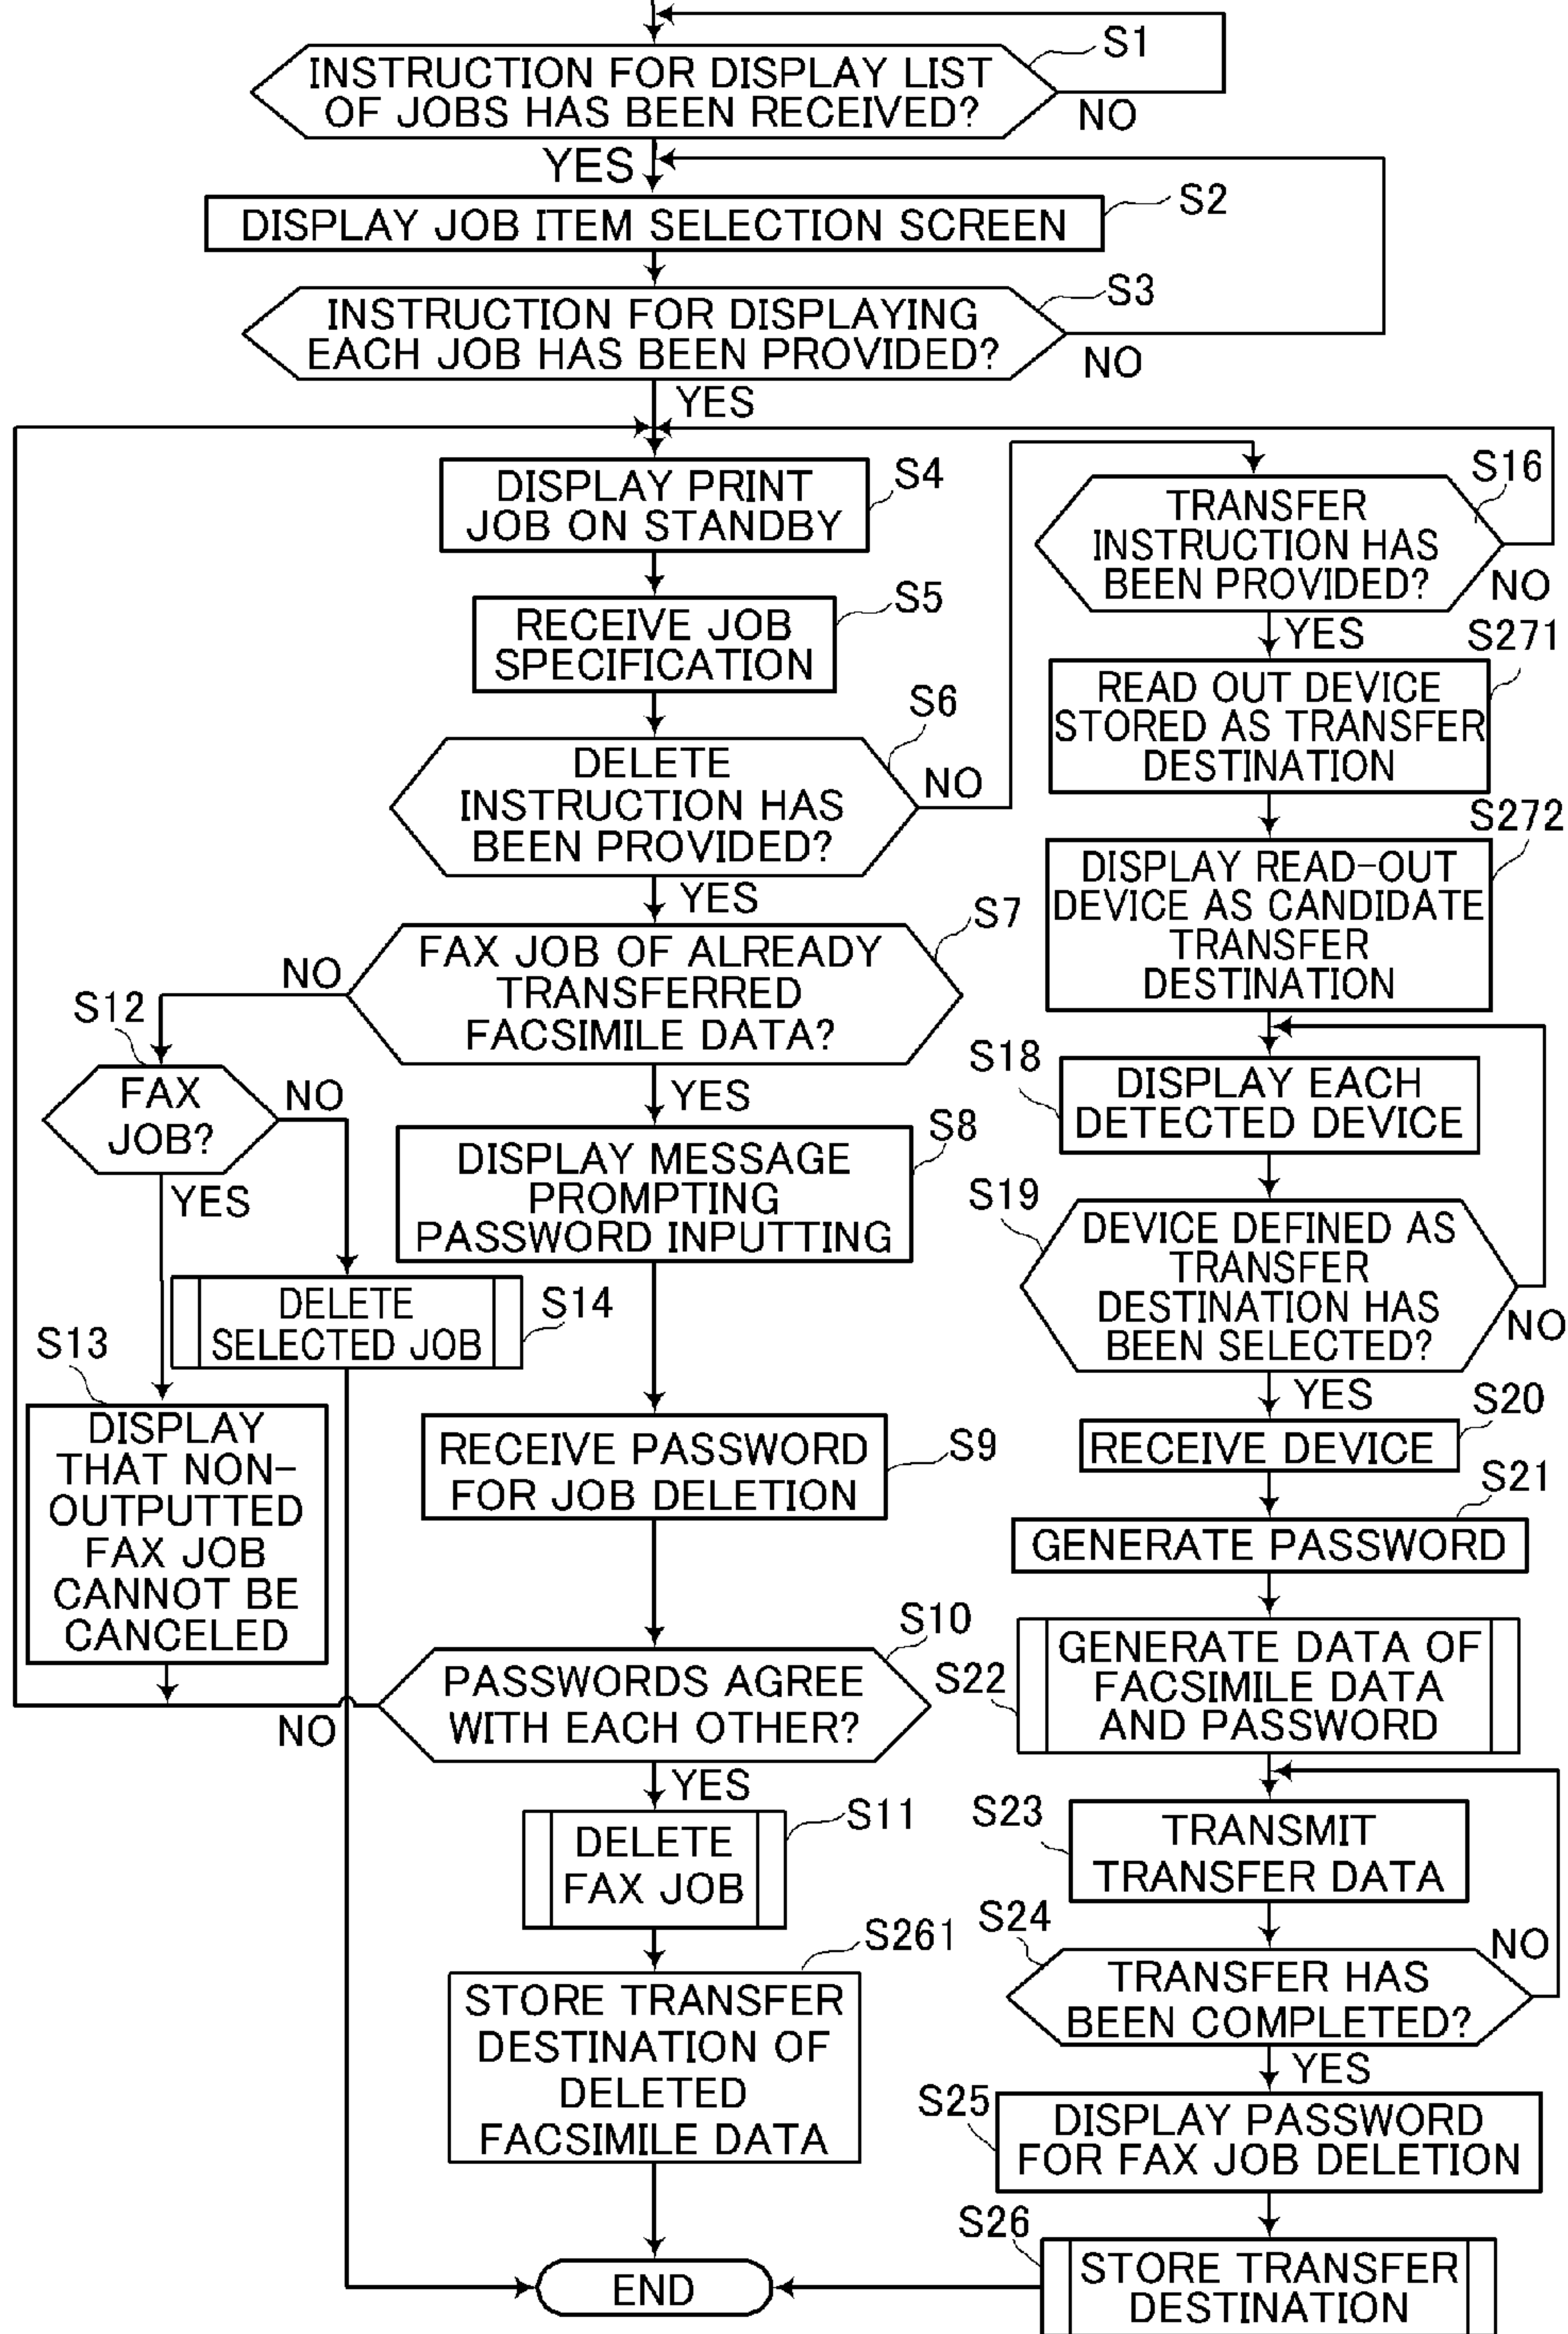 S1
INSTRUCTION FOR DISPLAY LIST
OF JOBS HAS BEEN RECEIVED?
NO
YES
S2
DISPLAY JOB ITEM SELECTION SCREEN
S3
INSTRUCTION FOR DISPLAYING
EACH JOB HAS BEEN PROVIDED?
NO
YES
S4
DISPLAY PRINT
JOB ON STANDBY
S5
RECEIVE JOB
SPECIFICATION
S6
DELETE
INSTRUCTION HAS
BEEN PROVIDED?
NO
YES
S7
FAX JOB OF ALREADY
TRANSFERRED
FACSIMILE DATA?
NO
YES
S12
FAX
JOB?
NO
YES
S14
DELETE
SELECTED JOB
S13
DISPLAY
THAT NON-
OUTPUTTED
FAX JOB
CANNOT BE
CANCELED
S8
DISPLAY MESSAGE
PROMPTING
PASSWORD INPUTTING
S9
RECEIVE PASSWORD
FOR JOB DELETION
S10
PASSWORDS AGREE
WITH EACH OTHER?
NO
YES
S11
DELETE
FAX JOB
S261
STORE TRANSFER
DESTINATION OF
DELETED
FACSIMILE DATA
END
S16
TRANSFER
INSTRUCTION HAS
BEEN PROVIDED?
NO
YES
S271
READ OUT DEVICE
STORED AS TRANSFER
DESTINATION
S272
DISPLAY READ-OUT
DEVICE AS CANDIDATE
TRANSFER
DESTINATION
S18
DISPLAY EACH
DETECTED DEVICE
S19
DEVICE DEFINED AS
TRANSFER
DESTINATION HAS
BEEN SELECTED?
NO
YES
S20
RECEIVE DEVICE
S21
GENERATE PASSWORD
S22
GENERATE DATA OF
FACSIMILE DATA
AND PASSWORD
S23
TRANSMIT
TRANSFER DATA
S24
TRANSFER HAS
BEEN COMPLETED?
NO
YES
S25
DISPLAY PASSWORD
FOR FAX JOB DELETION
S26
STORE TRANSFER
DESTINATION